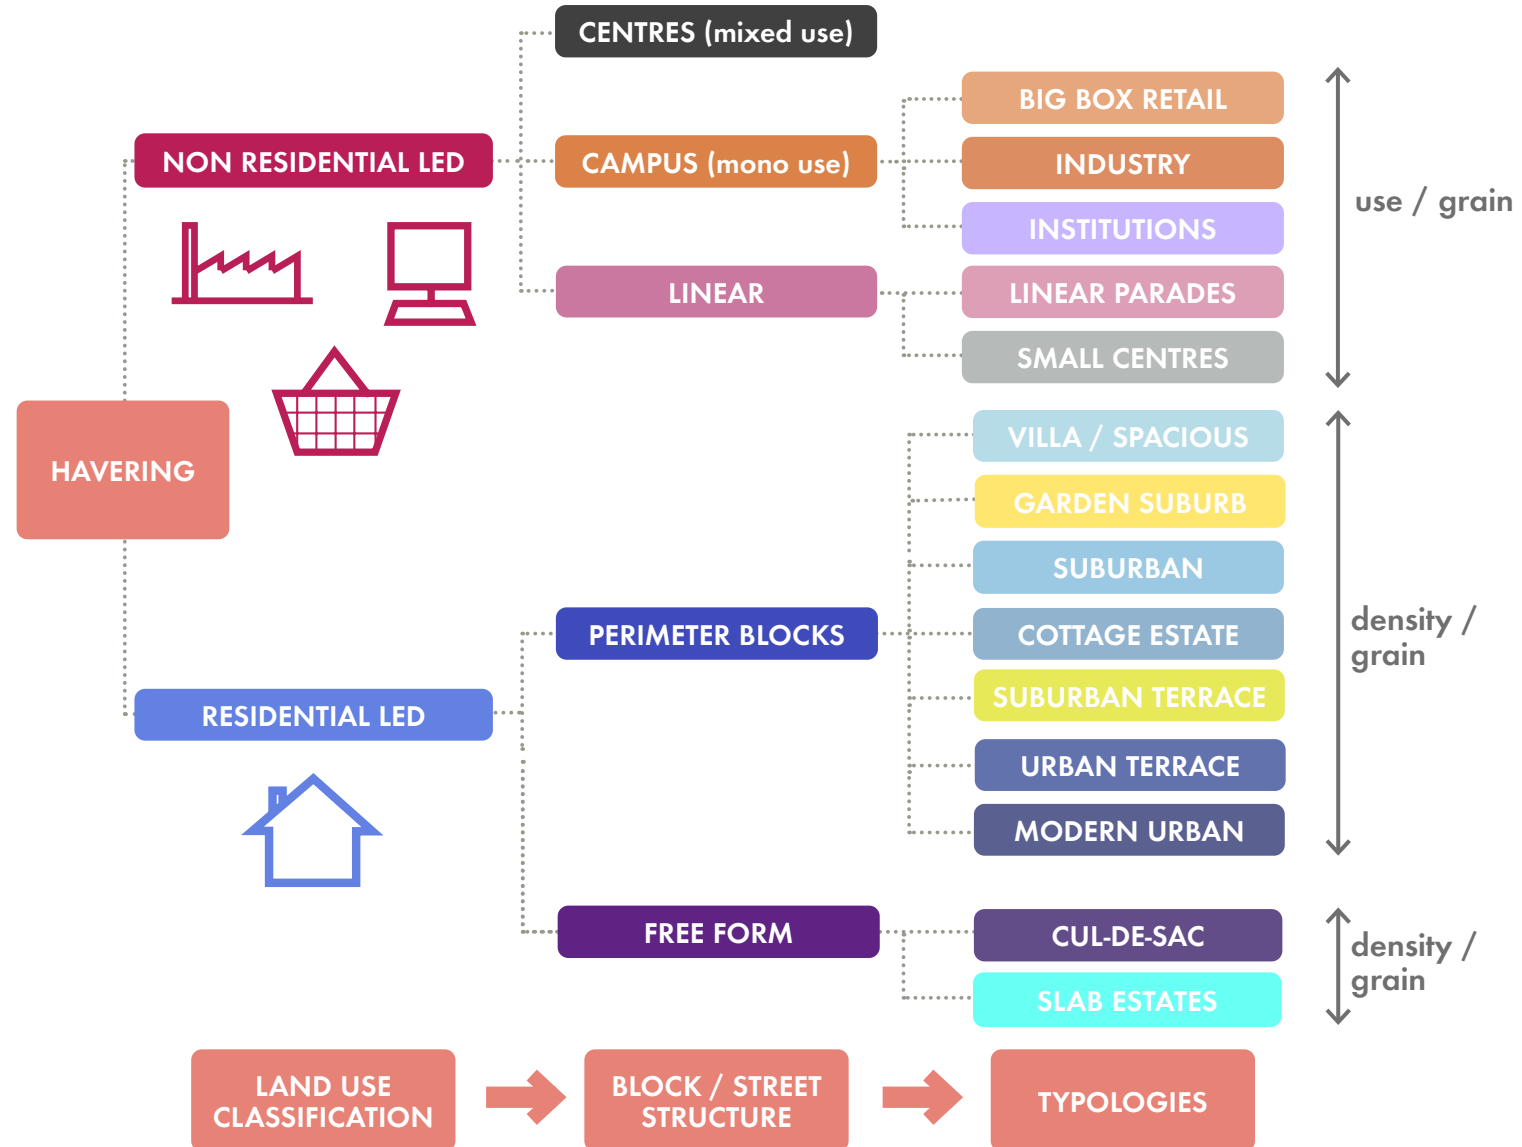 CENTRES (mixed use)
BIG BOX RETAIL
NON RESIDENTIAL LED
CAMPUS (mono use)
INDUSTRY
use / grain
INSTITUTIONS
LINEAR
LINEAR PARADES
SMALL CENTRES
HAVERING
VILLA / SPACIOUS
GARDEN SUBURB
SUBURBAN
PERIMETER BLOCKS
COTTAGE ESTATE
density /
grain
SUBURBAN TERRACE
RESIDENTIAL LED
URBAN TERRACE
MODERN URBAN
FREE FORM
CUL-DE-SAC
density /
grain
SLAB ESTATES
LAND USE
CLASSIFICATION
BLOCK / STREET
STRUCTURE
TYPOLOGIES